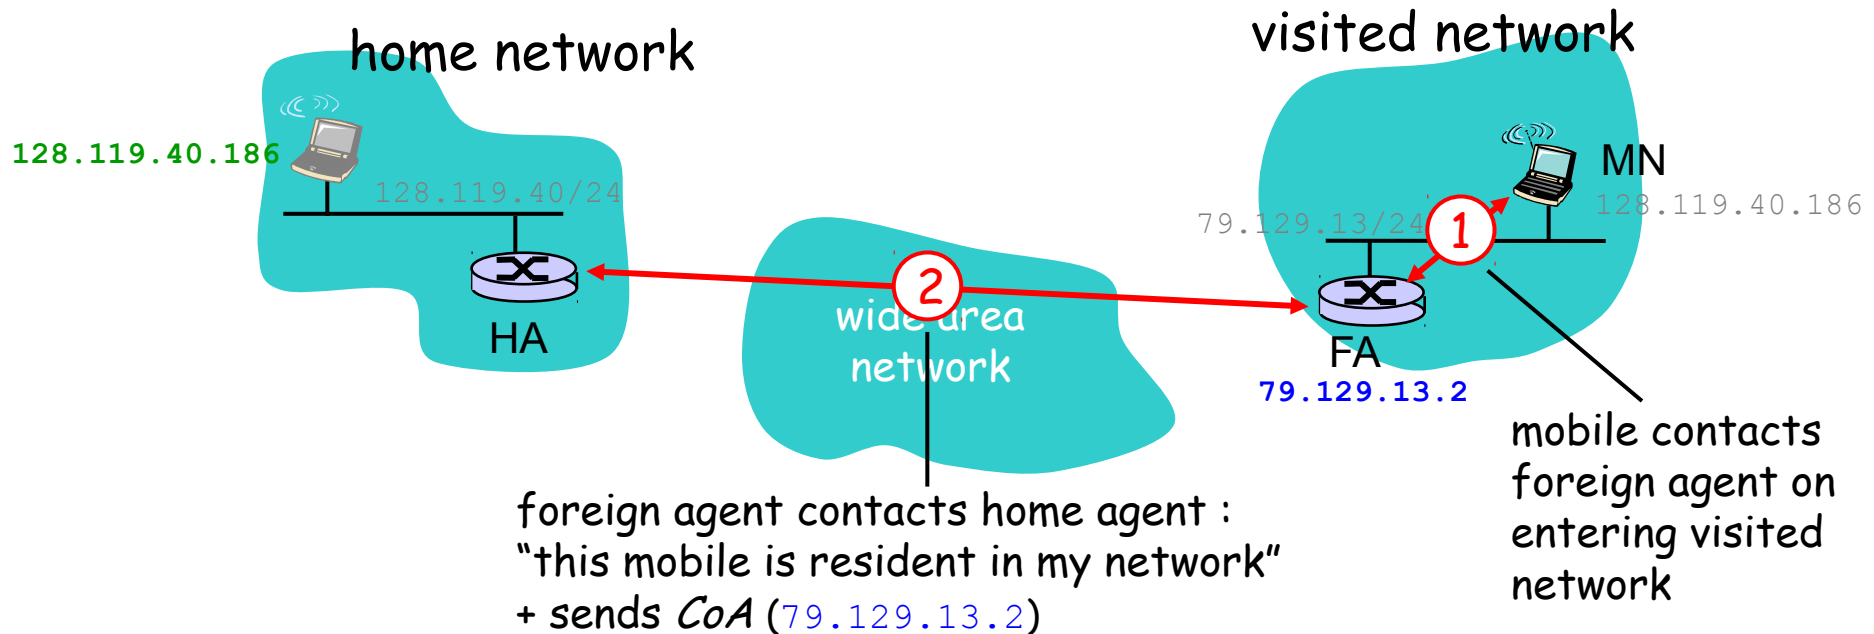 home network
visited network
128.119.40.186
128.119.40/24
MN
128.119.40.186
79.129.13/24
1
2
wide area
network
HA
FA
79.129.13.2
mobile contacts
foreign agent on
entering visited
network
foreign agent contacts home agent :
“this mobile is resident in my network”
+ sends CoA (79.129.13.2)